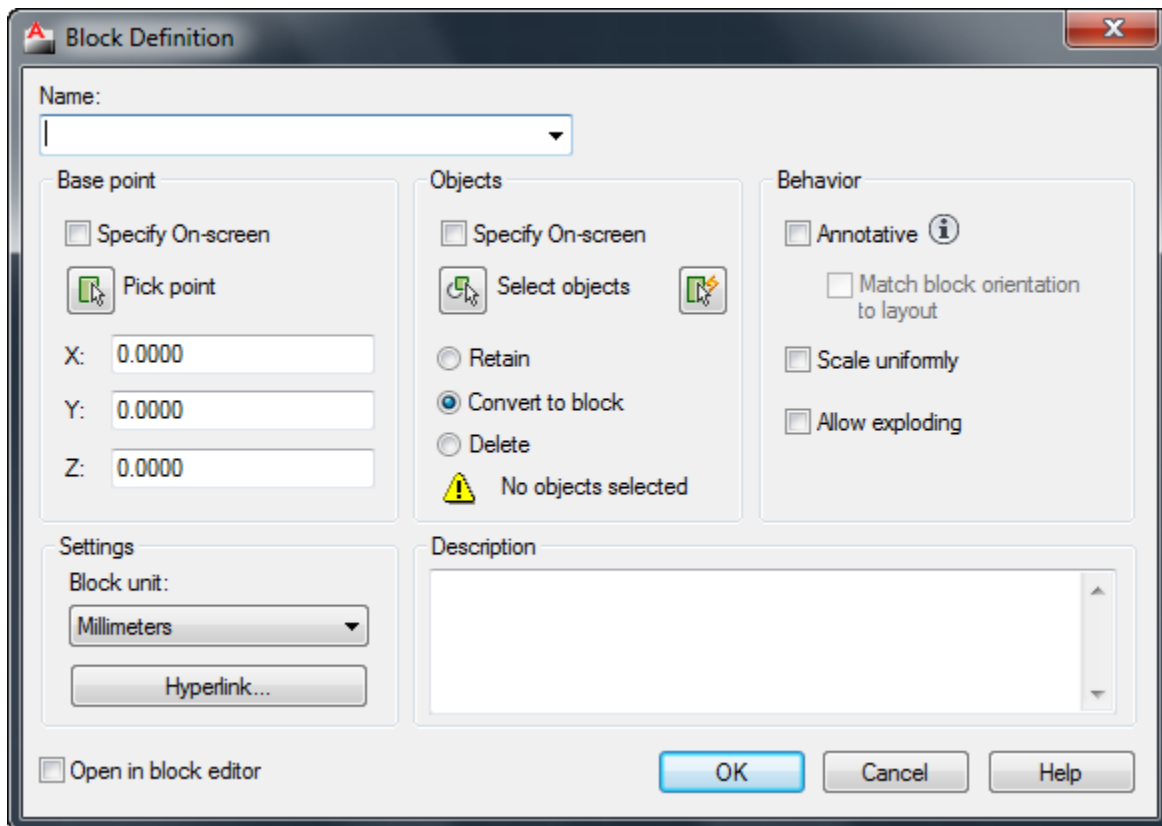 Block Definition
Name:
Base point
Specify On-screen
Pick point
X: 0.0000
Y: 0.0000
Z: 0.0000
Objects
Specify On-screen
Select objects
Retain
Convert to block
Delete
No objects selected
Behavior
Annotative
Match block orientation
to layout
Scale uniformly
Allow exploding
Settings
Block unit:
Millimeters
Hyperlink...
Description
Open in block editor
OK
Cancel
Help